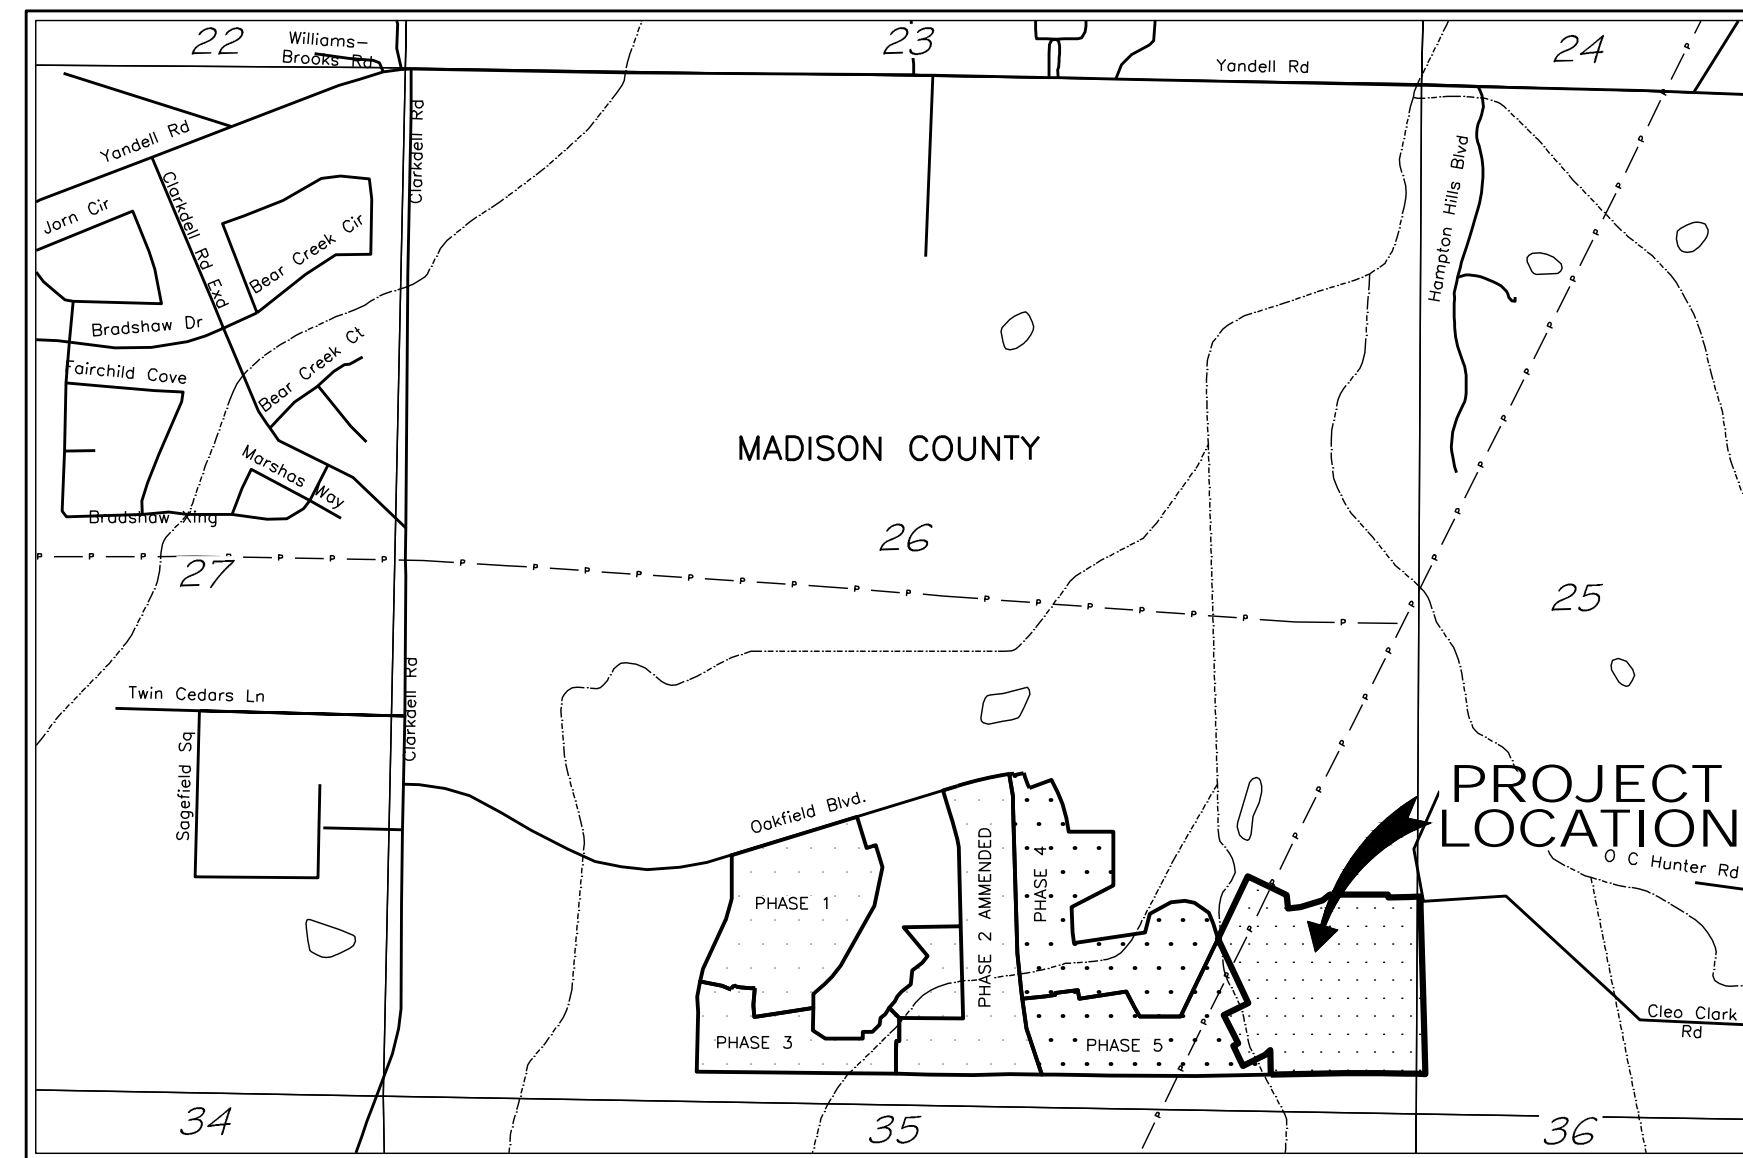 22
Williams-
Brooks Rd
23
24
Yandell Rd
Yandell Rd
Clarkdell Rd
Hampton Hills Blvd
Jorn Cir
Clarkdell Rd Exd
Bear Creek Cir
Bradshaw Dr
Bear Creek Ct
Fairchild Cove
MADISON COUNTY
Marshas Way
Bradshaw Xing
26
27
25
Twin Cedars Ln
Clarkdell Rd
Sagefield Sq
PROJECT
LOCATION
Oakfield Blvd.
O C Hunter Rd
PHASE 1
PHASE 2 AMMENDED
PHASE 4
PHASE 3
PHASE 5
Cleo Clark
Rd
34
35
36
P P P P P P P P P P P P P P P P P P P P P P P